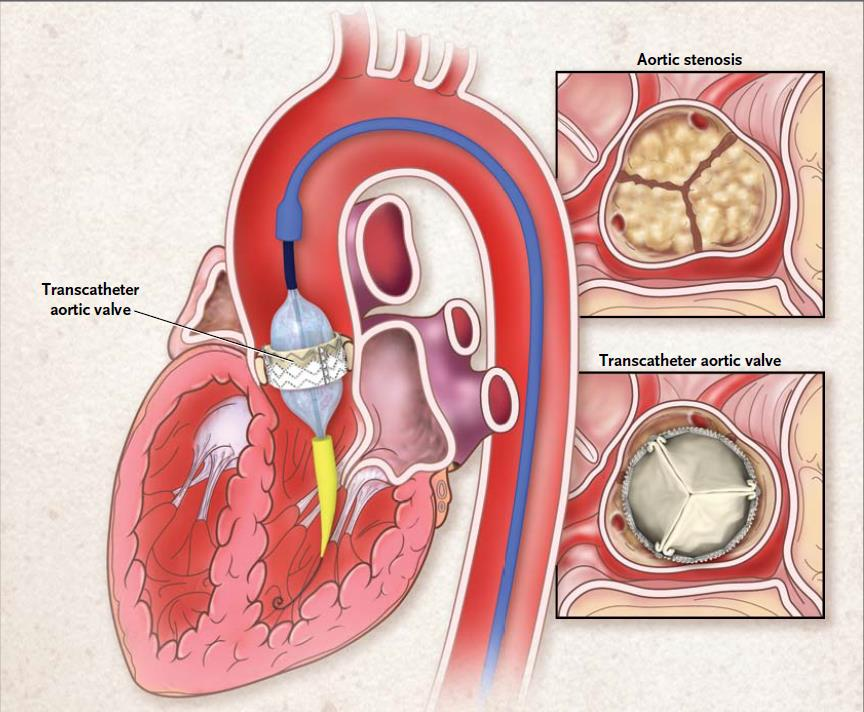 Aortic stenosis
Transcatheter
aortic valve
Transcatheter aortic valve